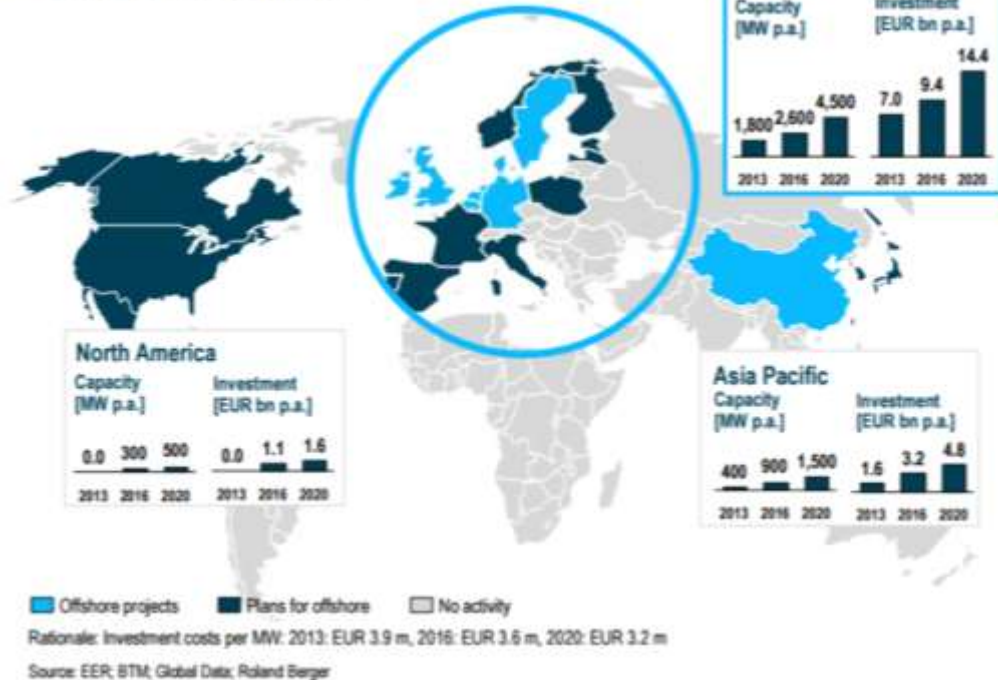 Capacity Investment
[MW p.a.] [EUR bn p.a.]
14.4
9.4
4,500 7.0
2,600
1,800
2013 2016 2020 2013 2016 2020
North America
Capacity Investment
[MW p.a.] [EUR bn p.a.]
0.0 300 500 0.0 1.1 1.6
2013 2016 2020 2013 2016 2020
Asia Pacific
Capacity Investment
[MW p.a.] [EUR bn p.a.]
400 900 1,500 1.6 3.2 4.8
2013 2016 2020 2013 2016 2020
Offshore projects Plans for offshore No activity
Rationale: Investment costs per MW: 2013: EUR 3.9 m, 2016: EUR 3.6 m, 2020: EUR 3.2 m
Source: EER; BTM; Global Data; Roland Berger